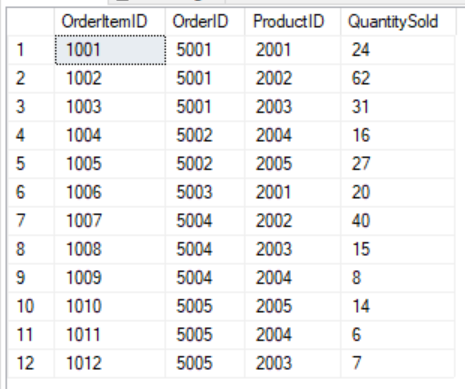 OrderItemID OrderID ProductID QuantitySold
1 1001 5001 2001 24
2 1002 5001 2002 62
3 1003 5001 2003 31
4 1004 5002 2004 16
5 1005 5002 2005 27
6 1006 5003 2001 20
7 1007 5004 2002 40
8 1008 5004 2003 15
9 1009 5004 2004 8
10 1010 5005 2005 14
11 1011 5005 2004 6
12 1012 5005 2003 7